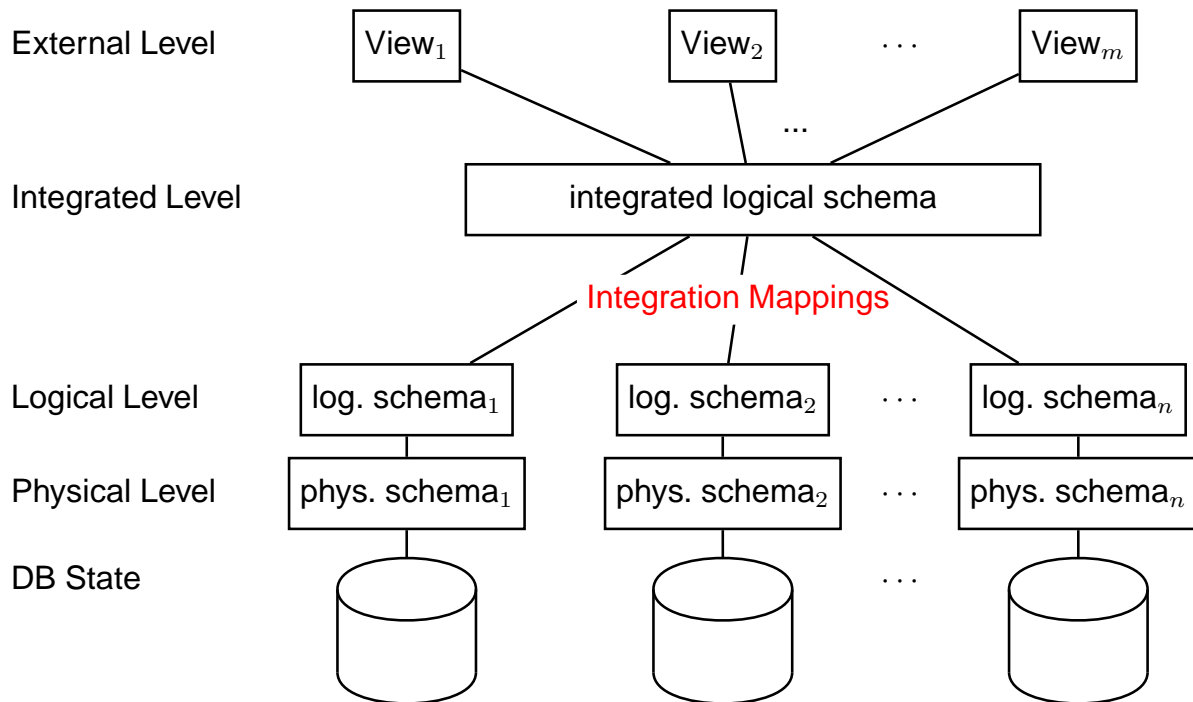 External Level View₁ View₂ ··· Viewₘ
...
Integrated Level integrated logical schema
Integration Mappings
Logical Level log. schema₁ log. schema₂ ··· log. schemaₙ
Physical Level phys. schema₁ phys. schema₂ ··· phys. schemaₙ
DB State ···